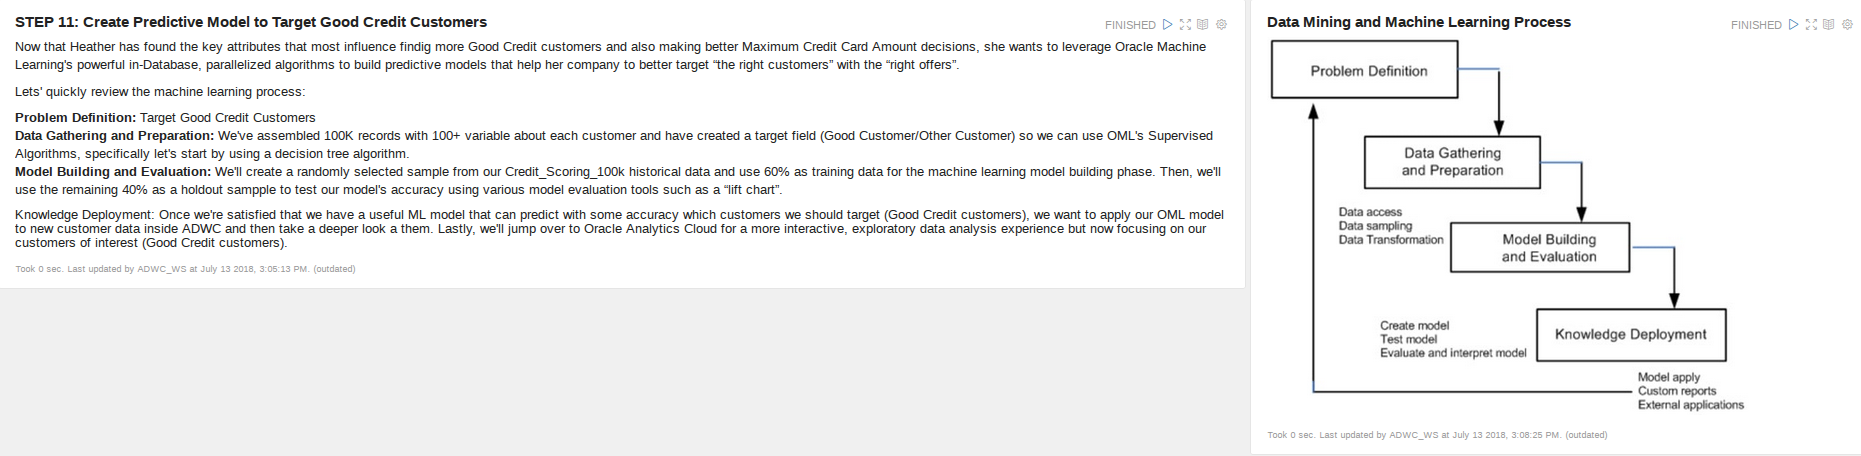 STEP 11: Create Predictive Model to Target Good Credit Customers
FINISHED
Now that Heather has found the key attributes that most influence findig more Good Credit customers and also making better Maximum Credit Card Amount decisions, she wants to leverage Oracle Machine
Learning's powerful in-Database, parallelized algorithms to build predictive models that help her company to better target “the right customers” with the “right offers”.
Lets' quickly review the machine learning process:
Problem Definition: Target Good Credit Customers
Data Gathering and Preparation: We've assembled 100K records with 100+ variable about each customer and have created a target field (Good Customer/Other Customer) so we can use OML's Supervised
Algorithms, specifically let's start by using a decision tree algorithm.
Model Building and Evaluation: We'll create a randomly selected sample from our Credit_Scoring_100k historical data and use 60% as training data for the machine learning model building phase. Then, we'll
use the remaining 40% as a holdout sampple to test our model's accuracy using various model evaluation tools such as a “lift chart”.
Knowledge Deployment: Once we're satisfied that we have a useful ML model that can predict with some accuracy which customers we should target (Good Credit customers), we want to apply our OML model
to new customer data inside ADWC and then take a deeper look a them. Lastly, we'll jump over to Oracle Analytics Cloud for a more interactive, exploratory data analysis experience but now focusing on our
customers of interest (Good Credit customers).
Took 0 sec. Last updated by ADWC_WS at July 13 2018, 3:05:13 PM. (outdated)
Data Mining and Machine Learning Process
FINISHED
Problem Definition
Data Gathering
and Preparation
Data access
Data sampling
Data Transformation
Model Building
and Evaluation
Create model
Test model
Evaluate and interpret model
Knowledge Deployment
Model apply
Custom reports
External applications
Took 0 sec. Last updated by ADWC_WS at July 13 2018, 3:08:25 PM. (outdated)